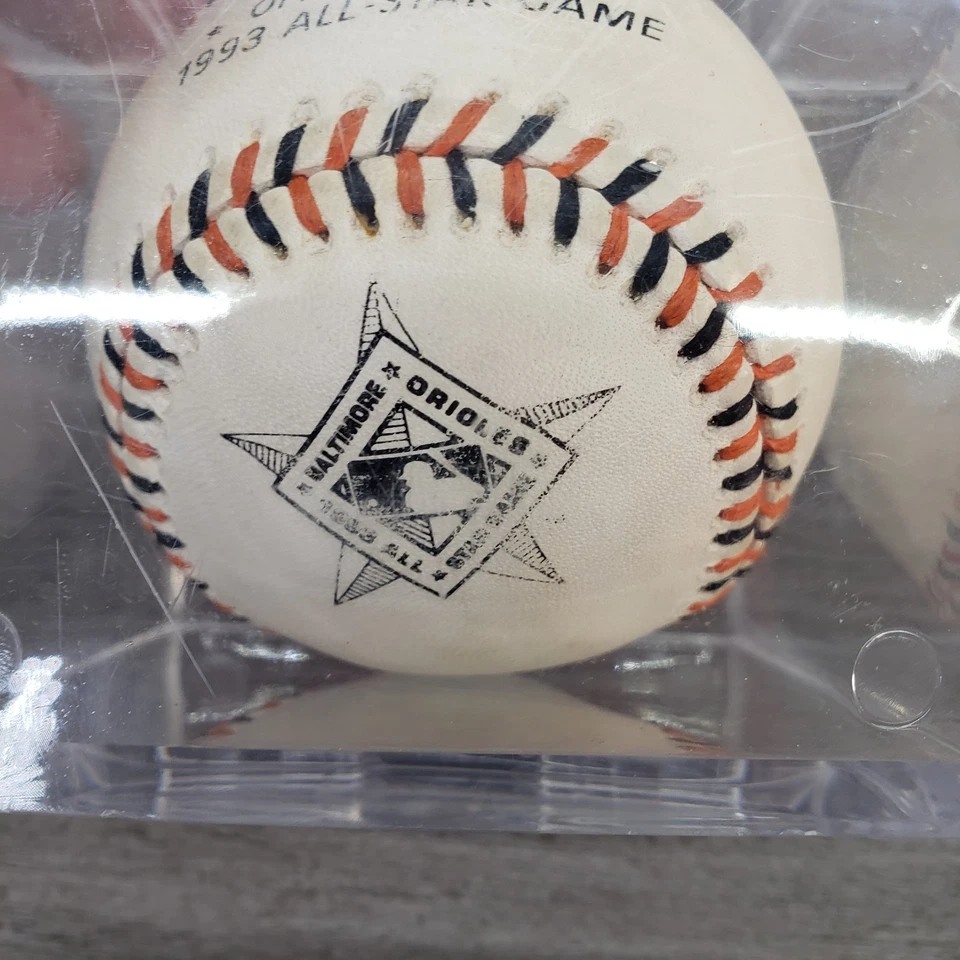 1993 ALL-STAR GAME
BALTIMORE ★ ORIOLES
★ 1993 ALL ★ STAR GAME ★